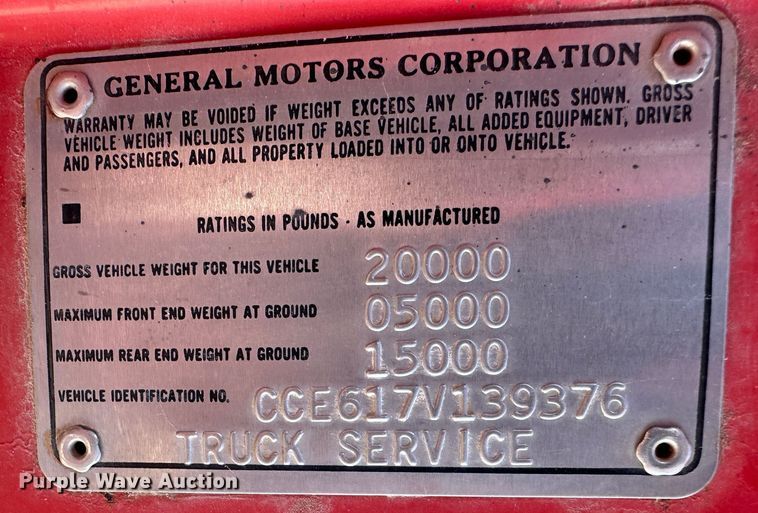 GENERAL MOTORS CORPORATION
WARRANTY MAY BE VOIDED IF WEIGHT EXCEEDS ANY OF RATINGS SHOWN. GROSS
VEHICLE WEIGHT INCLUDES WEIGHT OF BASE VEHICLE, ALL ADDED EQUIPMENT, DRIVER
AND PASSENGERS, AND ALL PROPERTY LOADED INTO OR ONTO VEHICLE.
RATINGS IN POUNDS - AS MANUFACTURED
GROSS VEHICLE WEIGHT FOR THIS VEHICLE 20000
MAXIMUM FRONT END WEIGHT AT GROUND 05000
MAXIMUM REAR END WEIGHT AT GROUND 15000
VEHICLE IDENTIFICATION NO. CCE617V139376
TRUCK SERVICE
Purple Wave Auction